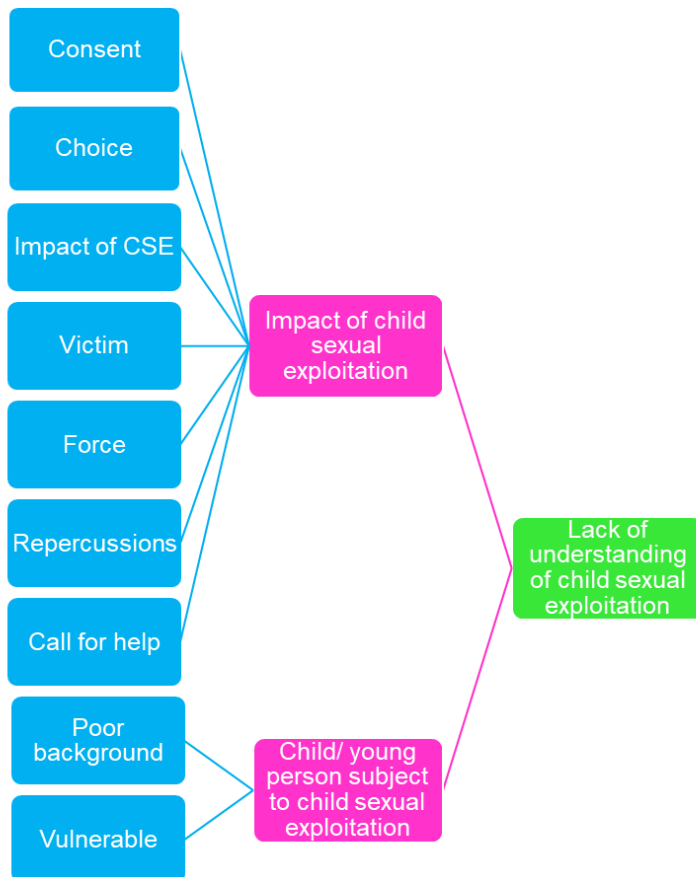 Consent
Choice
Impact of CSE
Victim
Force
Repercussions
Call for help
Poor
background
Vulnerable
Impact of child
sexual
exploitation
Child/ young
person subject
to child sexual
exploitation
Lack of
understanding
of child sexual
exploitation